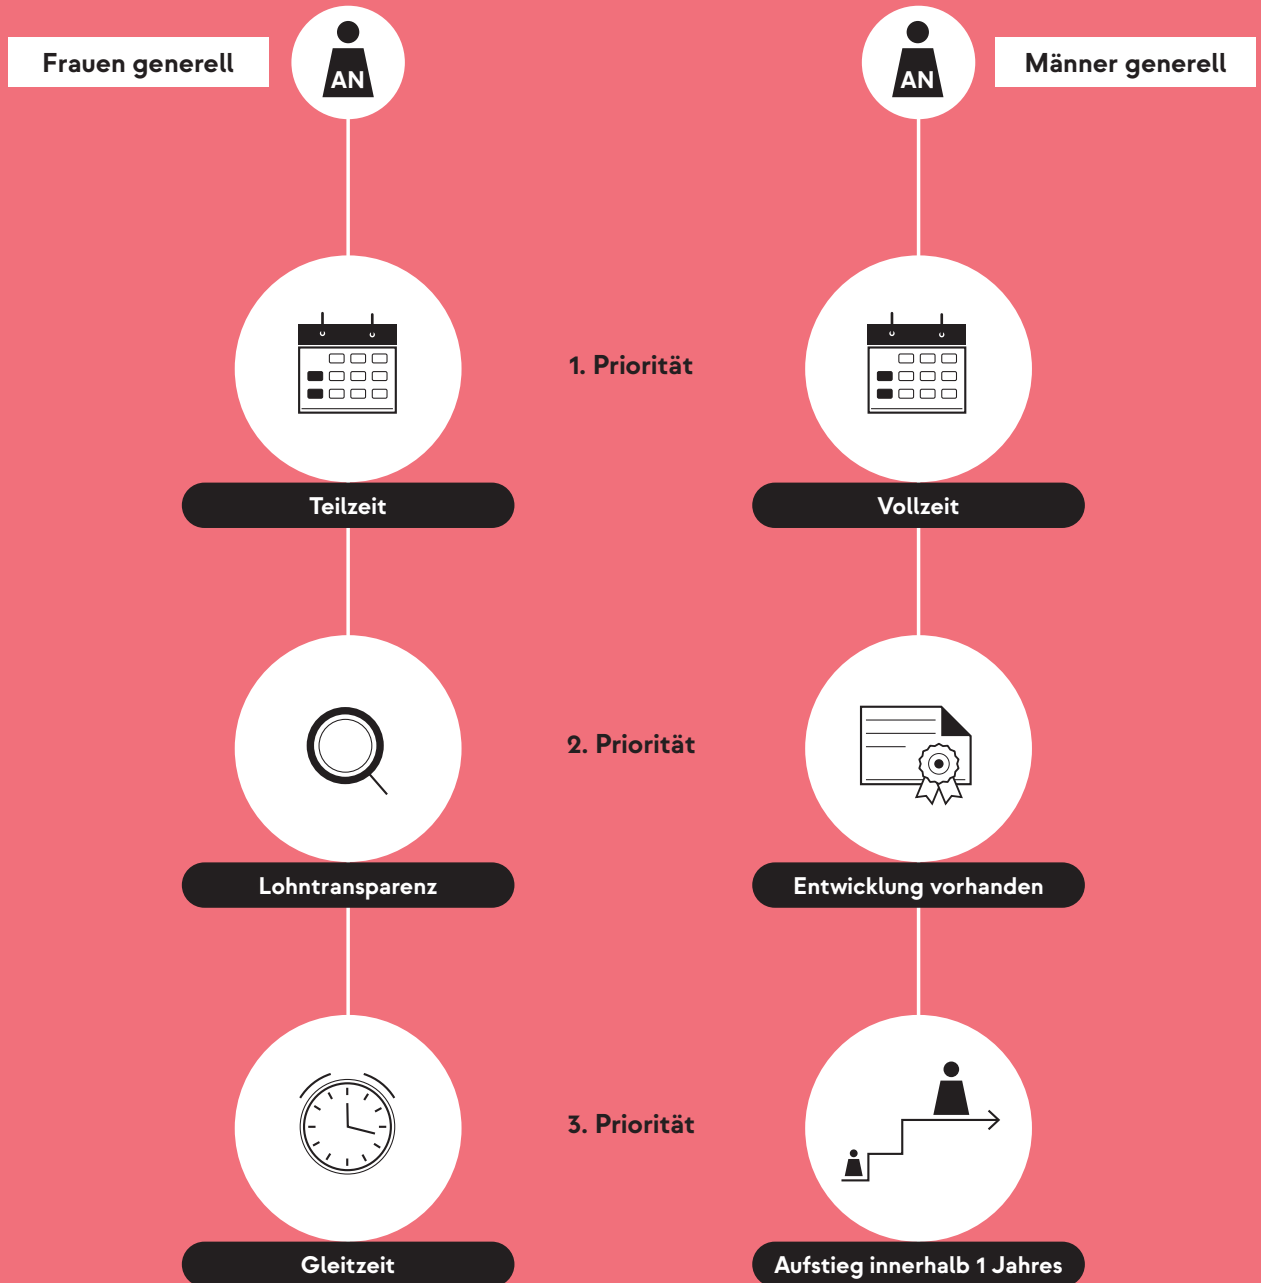 Frauen generell
AN
AN
Männer generell
1. Priorität
Teilzeit
Vollzeit
2. Priorität
Lohntransparenz
Entwicklung vorhanden
3. Priorität
Gleitzeit
Aufstieg innerhalb 1 Jahres